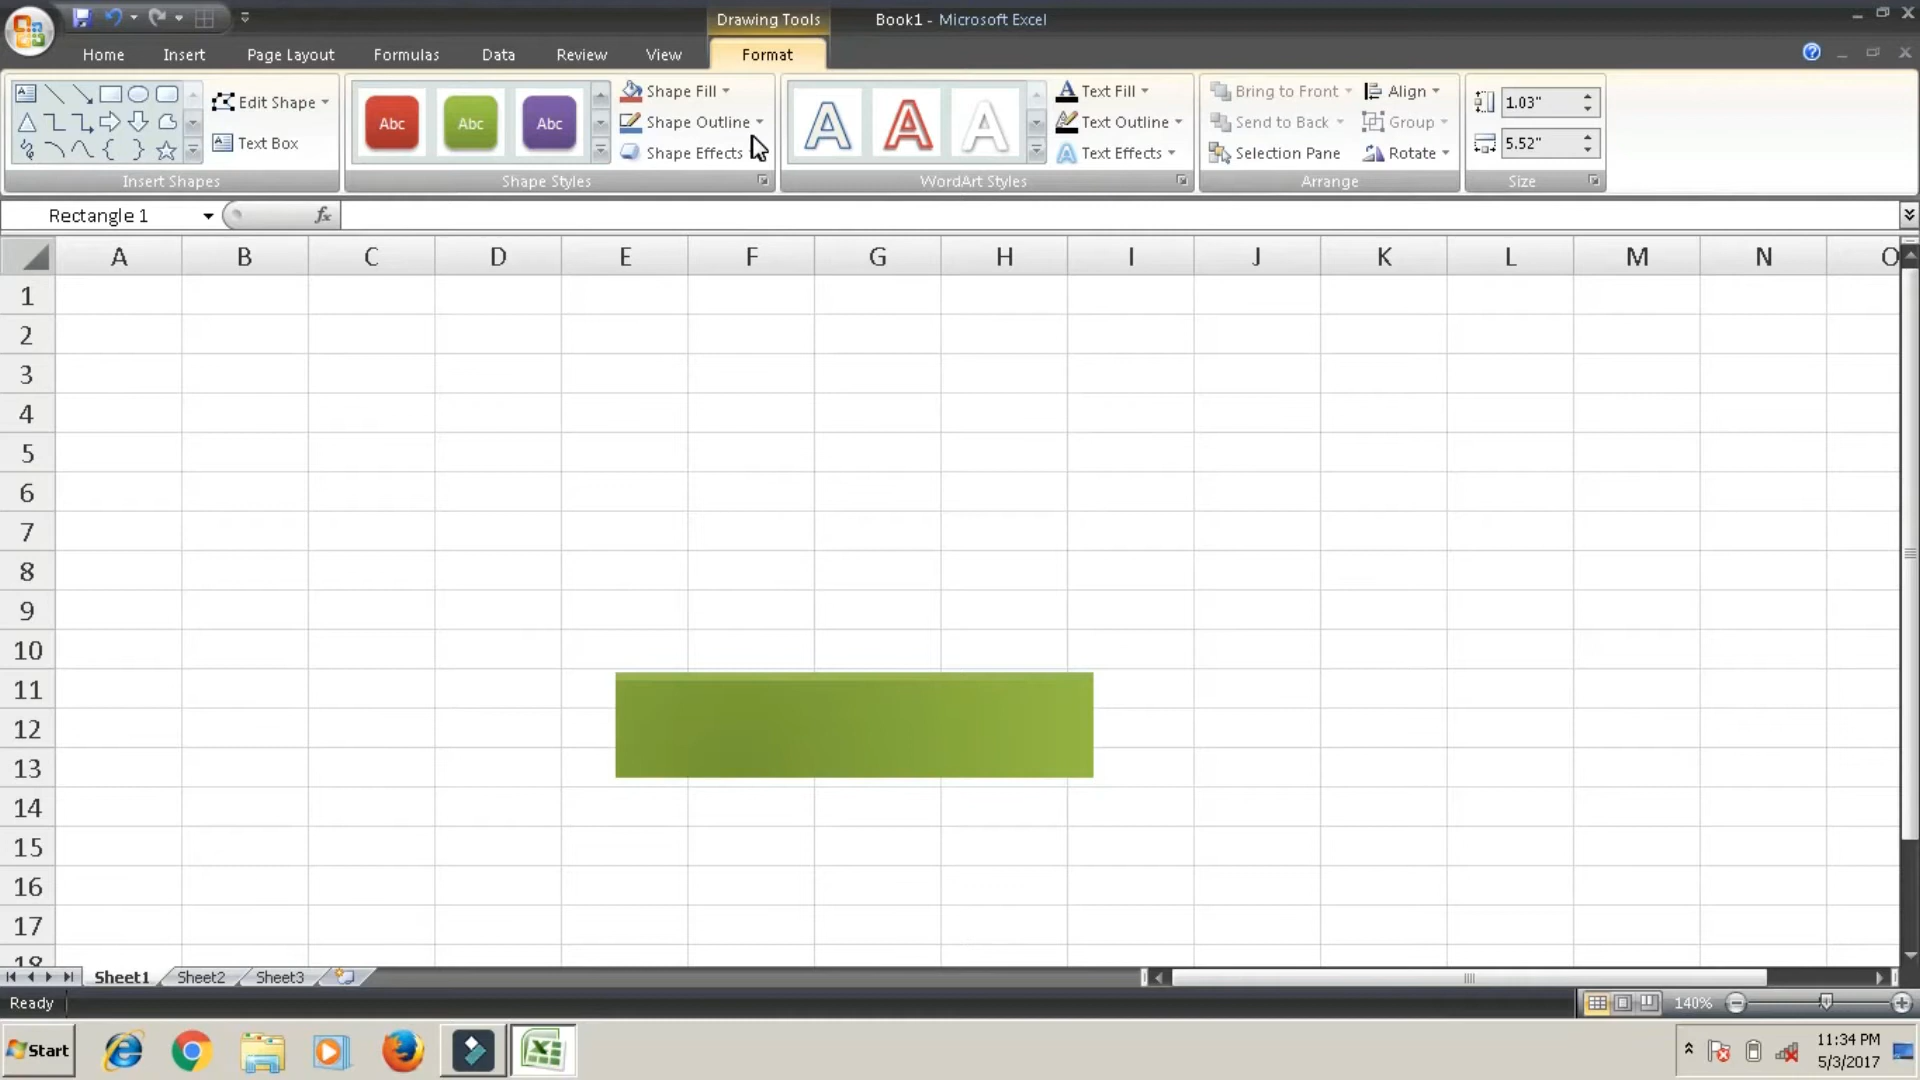 Drawing Tools
Book1 - Microsoft Excel
Home Insert Page Layout Formulas Data Review View Format
Edit Shape
Text Box
Insert Shapes
Abc Abc Abc
Shape Fill
Shape Outline
Shape Effects
Shape Styles
A A A
Text Fill
Text Outline
Text Effects
WordArt Styles
Bring to Front
Send to Back
Selection Pane
Align
Group
Rotate
Arrange
1.03"
5.52"
Size
Rectangle 1 fx
A B C D E F G H I J K L M N O
1
2
3
4
5
6
7
8
9
10
11
12
13
14
15
16
17
18
Sheet1 Sheet2 Sheet3
Ready 140%
Start 11:34 PM
5/3/2017